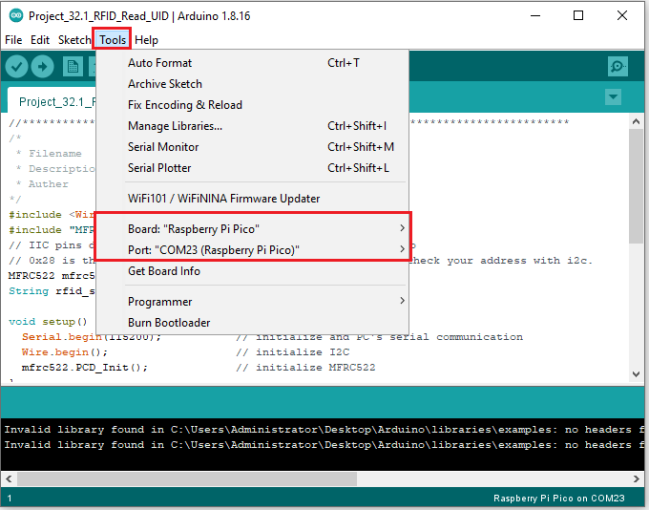 Project_32.1_RFID_Read_UID | Arduino 1.8.16
File Edit Sketch Tools Help
Auto Format Ctrl+T
Archive Sketch
Fix Encoding & Reload
Manage Libraries... Ctrl+Shift+I
Serial Monitor Ctrl+Shift+M
Serial Plotter Ctrl+Shift+L
WiFi101 / WiFiNINA Firmware Updater
Board: "Raspberry Pi Pico"
Port: "COM23 (Raspberry Pi Pico)"
Get Board Info
Programmer
Burn Bootloader
Project_32.1_F
//*********** ************************
/*
* Filename
* Descriptio
* Auther
*/
#include <Wir
#include "MFR
// IIC pins
// 0x28 is th heck your address with i2c.
MFRC522 mfrc5
String rfid_s
void setup()
Serial.begin(115200); // initialize and PC's serial communication
Wire.begin(); // initialize I2C
mfrc522.PCD_Init(); // initialize MFRC522
Invalid library found in C:\Users\Administrator\Desktop\Arduino\libraries\examples: no headers f
Invalid library found in C:\Users\Administrator\Desktop\Arduino\libraries\examples: no headers f
1 Raspberry Pi Pico on COM23